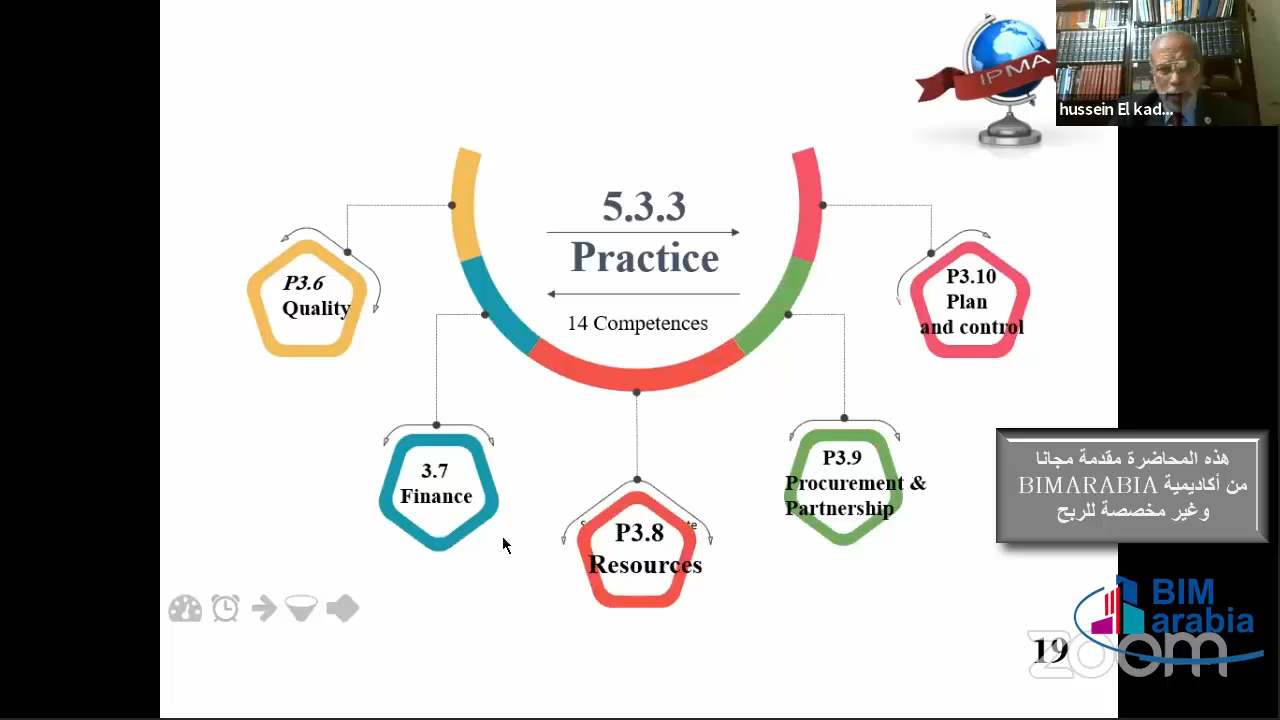 IPMA
hussein El kad...
5.3.3
Practice
14 Competences
P3.6
Quality
P3.10
Plan
and control
3.7
Finance
P3.8
Resources
P3.9
Procurement &
Partnership
هذه المحاضرة مقدمة مجانا
من أكاديمية BIMARABIA
وغير مخصصة للربح
BIM
arabia
19
zoom